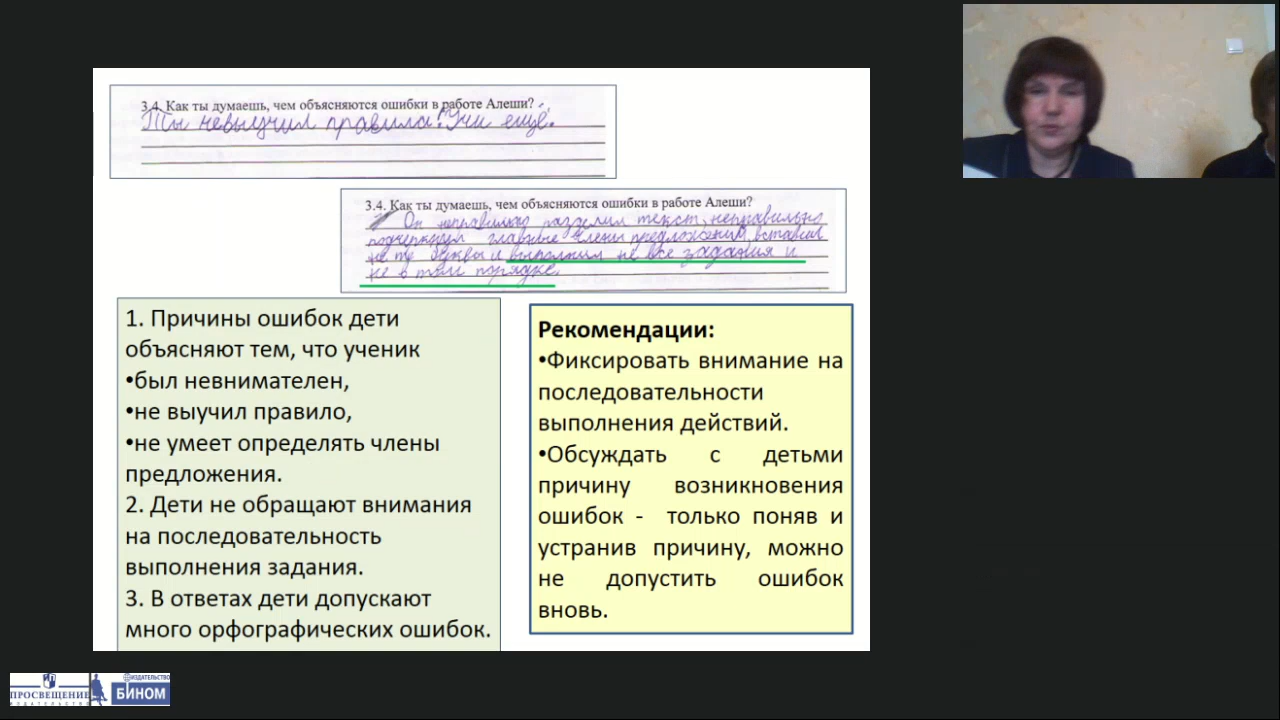 3.4. Как ты думаешь, чем объясняются ошибки в работе Алеши?
Ты невыучил правила! Учи ещё.
3.4. Как ты думаешь, чем объясняются ошибки в работе Алеши?
Он неправильно разделил текст, неправильно
подчеркнул главные члены предложений, вставил
не те буквы и выполнил не все задания и
не в том порядке.
1. Причины ошибок дети
объясняют тем, что ученик
•был невнимателен,
•не выучил правило,
•не умеет определять члены
предложения.
2. Дети не обращают внимания
на последовательность
выполнения задания.
3. В ответах дети допускают
много орфографических ошибок.
Рекомендации:
•Фиксировать внимание на
последовательности
выполнения действий.
•Обсуждать с детьми
причину возникновения
ошибок - только поняв и
устранив причину, можно
не допустить ошибок
вновь.
ПРОСВЕЩЕНИЕ
ИЗДАТЕЛЬСТВО
ИЗДАТЕЛЬСТВО
БИНОМ